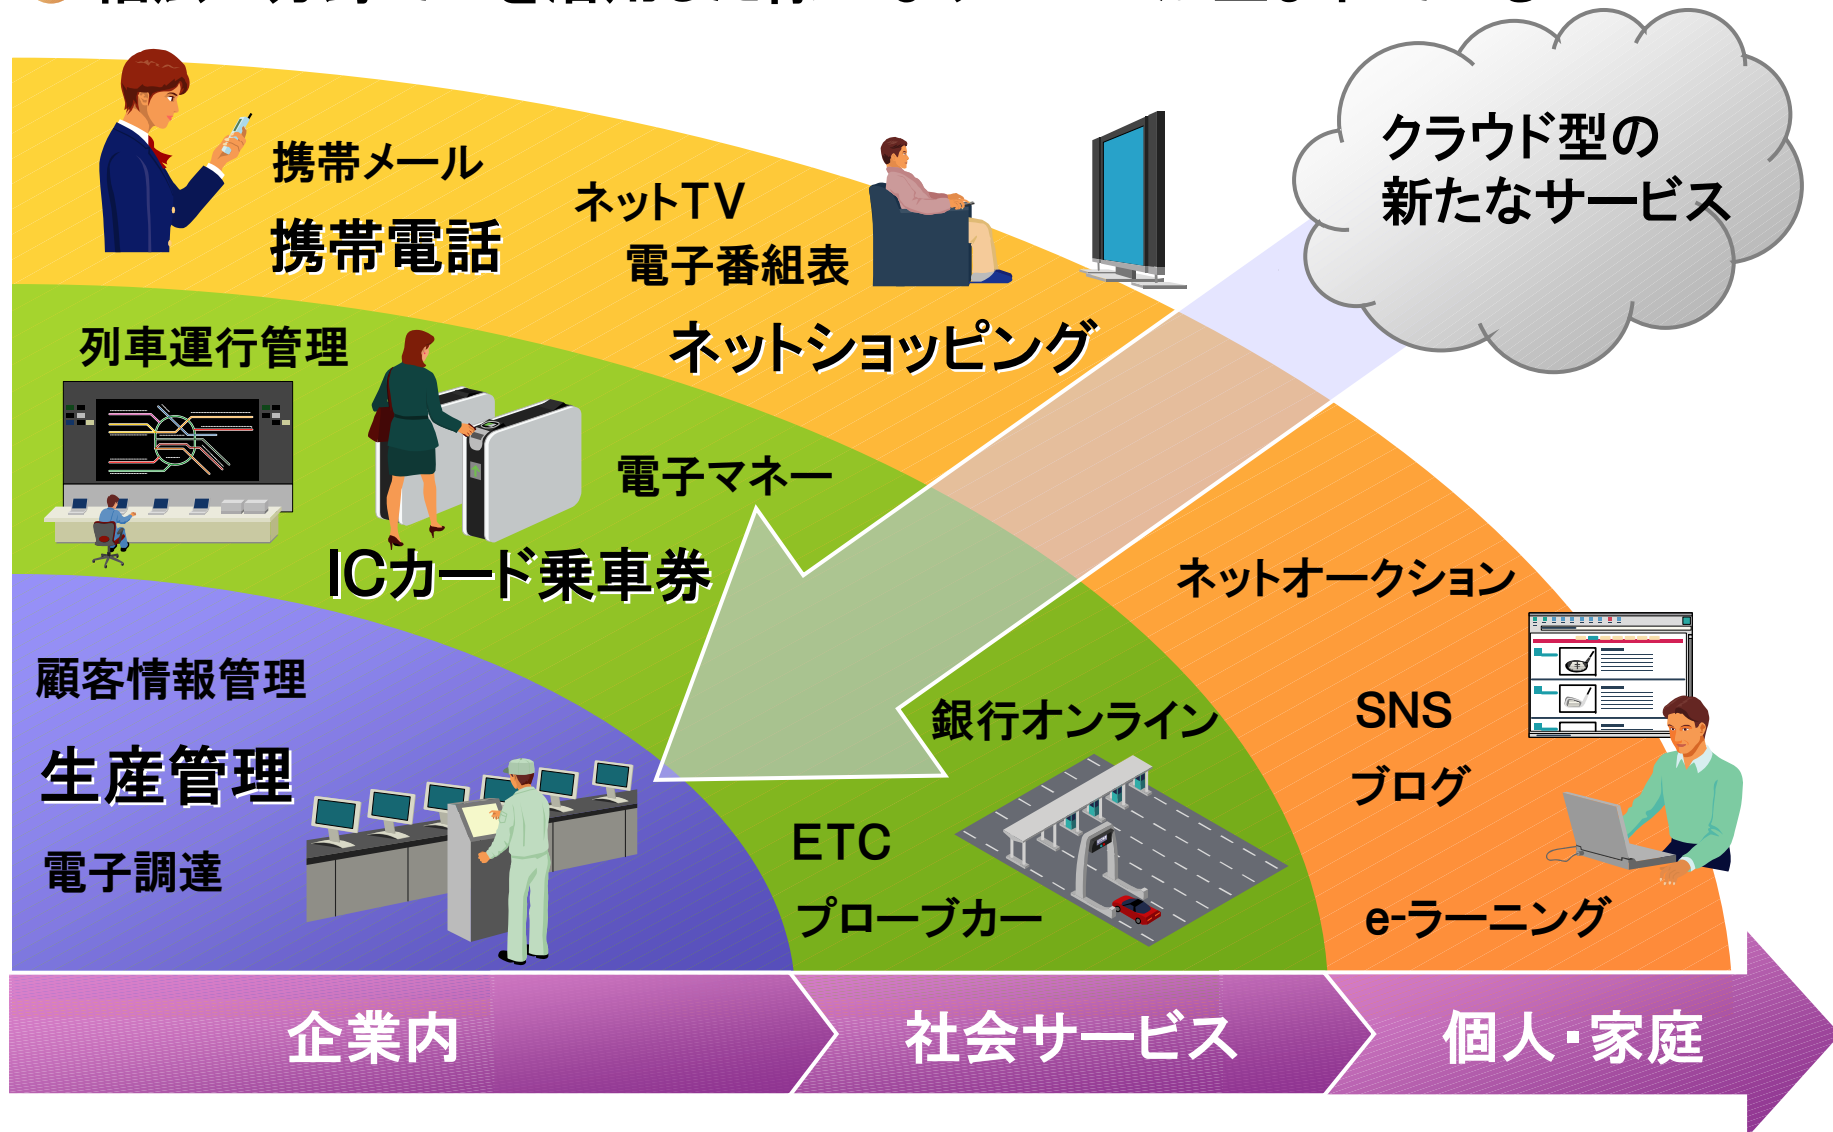 クラウド型の
新たなサービス
携帯メール
携帯電話
ネットTV
電子番組表
ネットショッピング
列車運行管理
電子マネー
ICカード乗車券
ネットオークション
SNS
ブログ
e-ラーニング
顧客情報管理
生産管理
電子調達
銀行オンライン
ETC
プローブカー
企業内
社会サービス
個人・家庭